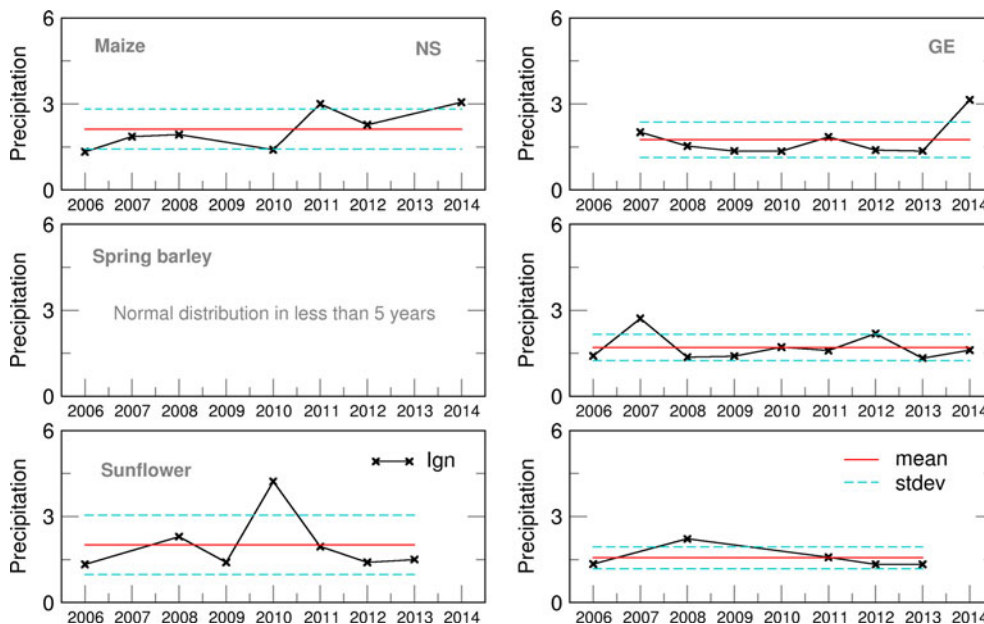 6
Maize
NS
Precipitation
3
0
2006 2007 2008 2009 2010 2011 2012 2013 2014
6
GE
Precipitation
3
0
2006 2007 2008 2009 2010 2011 2012 2013 2014
6
Spring barley
Precipitation
Normal distribution in less than 5 years
3
0
2006 2007 2008 2009 2010 2011 2012 2013 2014
6
Precipitation
3
0
2006 2007 2008 2009 2010 2011 2012 2013 2014
6
Sunflower
lgn
Precipitation
3
0
2006 2007 2008 2009 2010 2011 2012 2013 2014
6
mean
stdev
Precipitation
3
0
2006 2007 2008 2009 2010 2011 2012 2013 2014